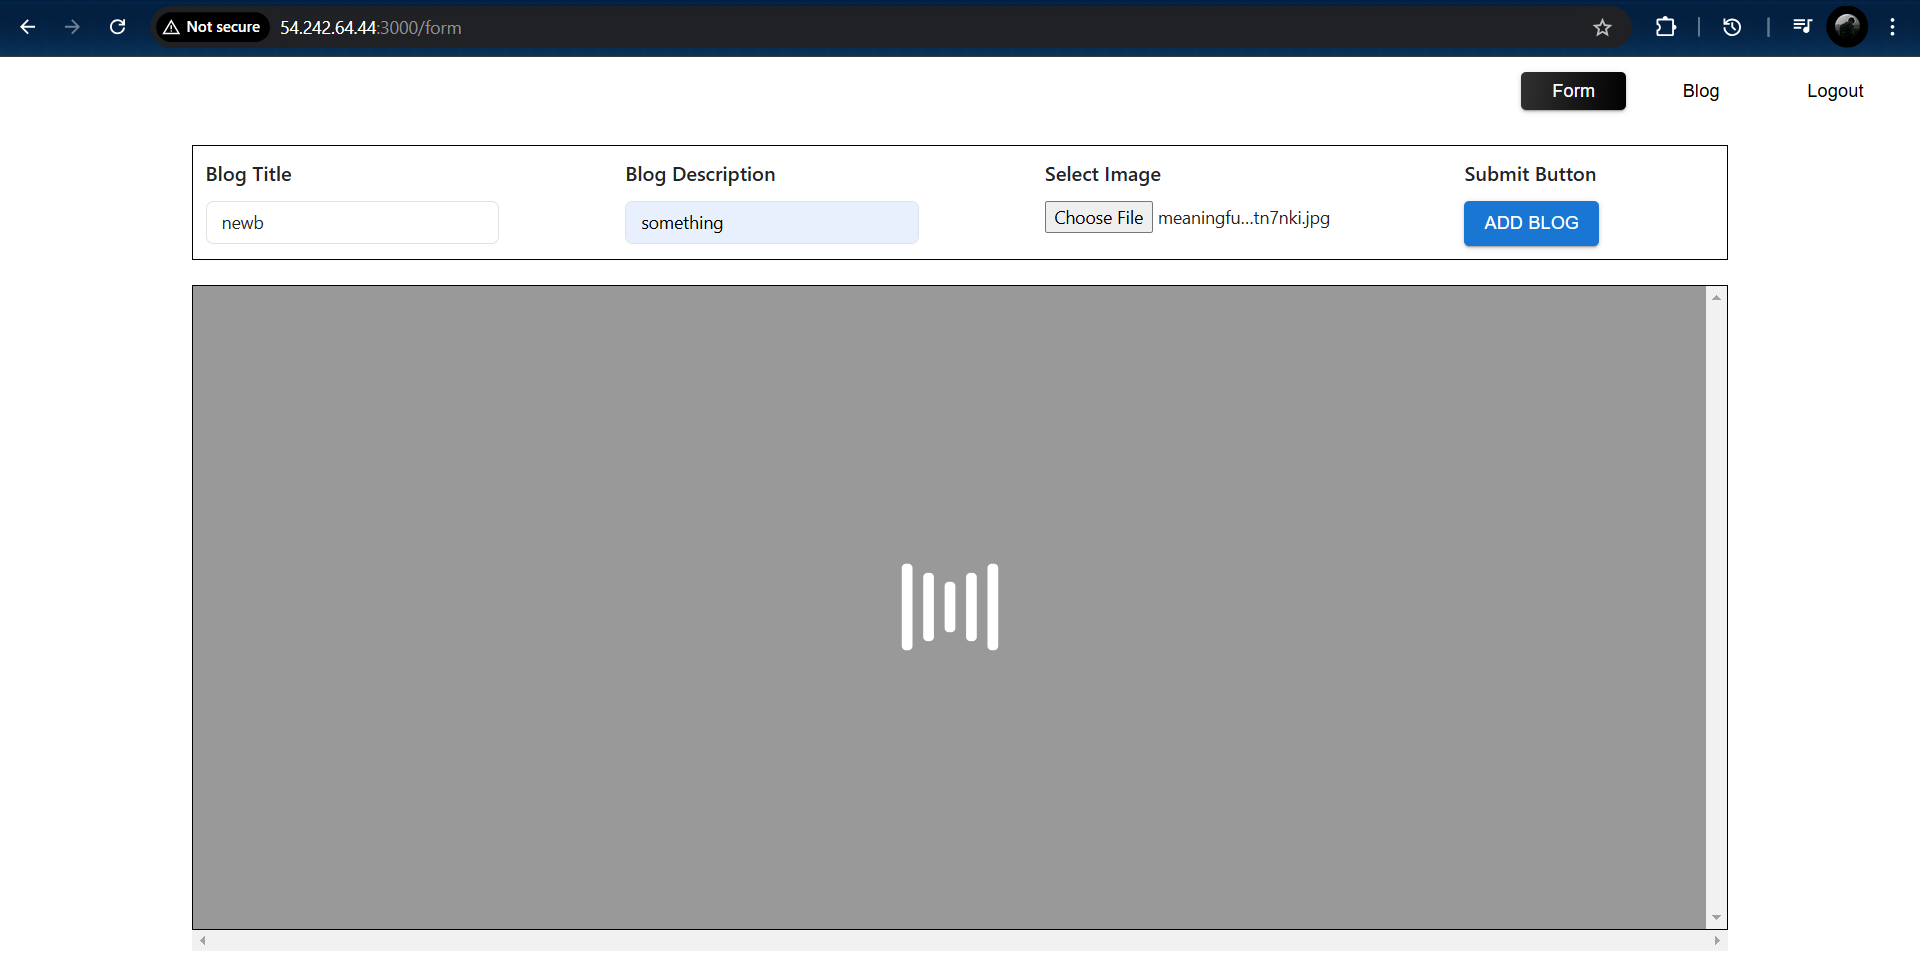 Not secure 54.242.64.44:3000/form
Form Blog Logout
Blog Title Blog Description Select Image Submit Button
newb something Choose File meaningfu...tn7nki.jpg ADD BLOG